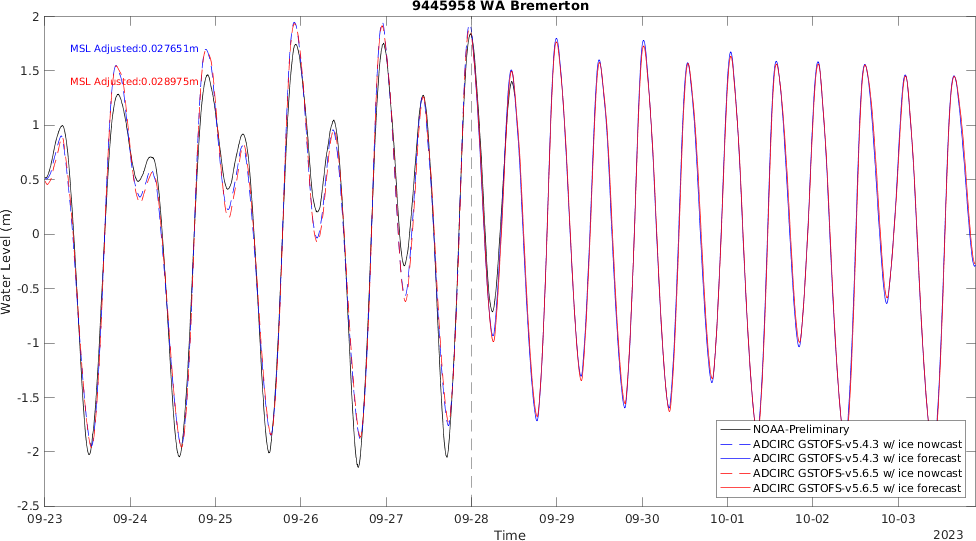 9445958 WA Bremerton
MSL Adjusted:0.027651m
MSL Adjusted:0.028975m
Water Level (m)
2
1.5
1
0.5
0
-0.5
-1
-1.5
-2
-2.5
NOAA-Preliminary
ADCIRC GSTOFS-v5.4.3 w/ ice nowcast
ADCIRC GSTOFS-v5.4.3 w/ ice forecast
ADCIRC GSTOFS-v5.6.5 w/ ice nowcast
ADCIRC GSTOFS-v5.6.5 w/ ice forecast
09-23 09-24 09-25 09-26 09-27 09-28 09-29 09-30 10-01 10-02 10-03
Time
2023